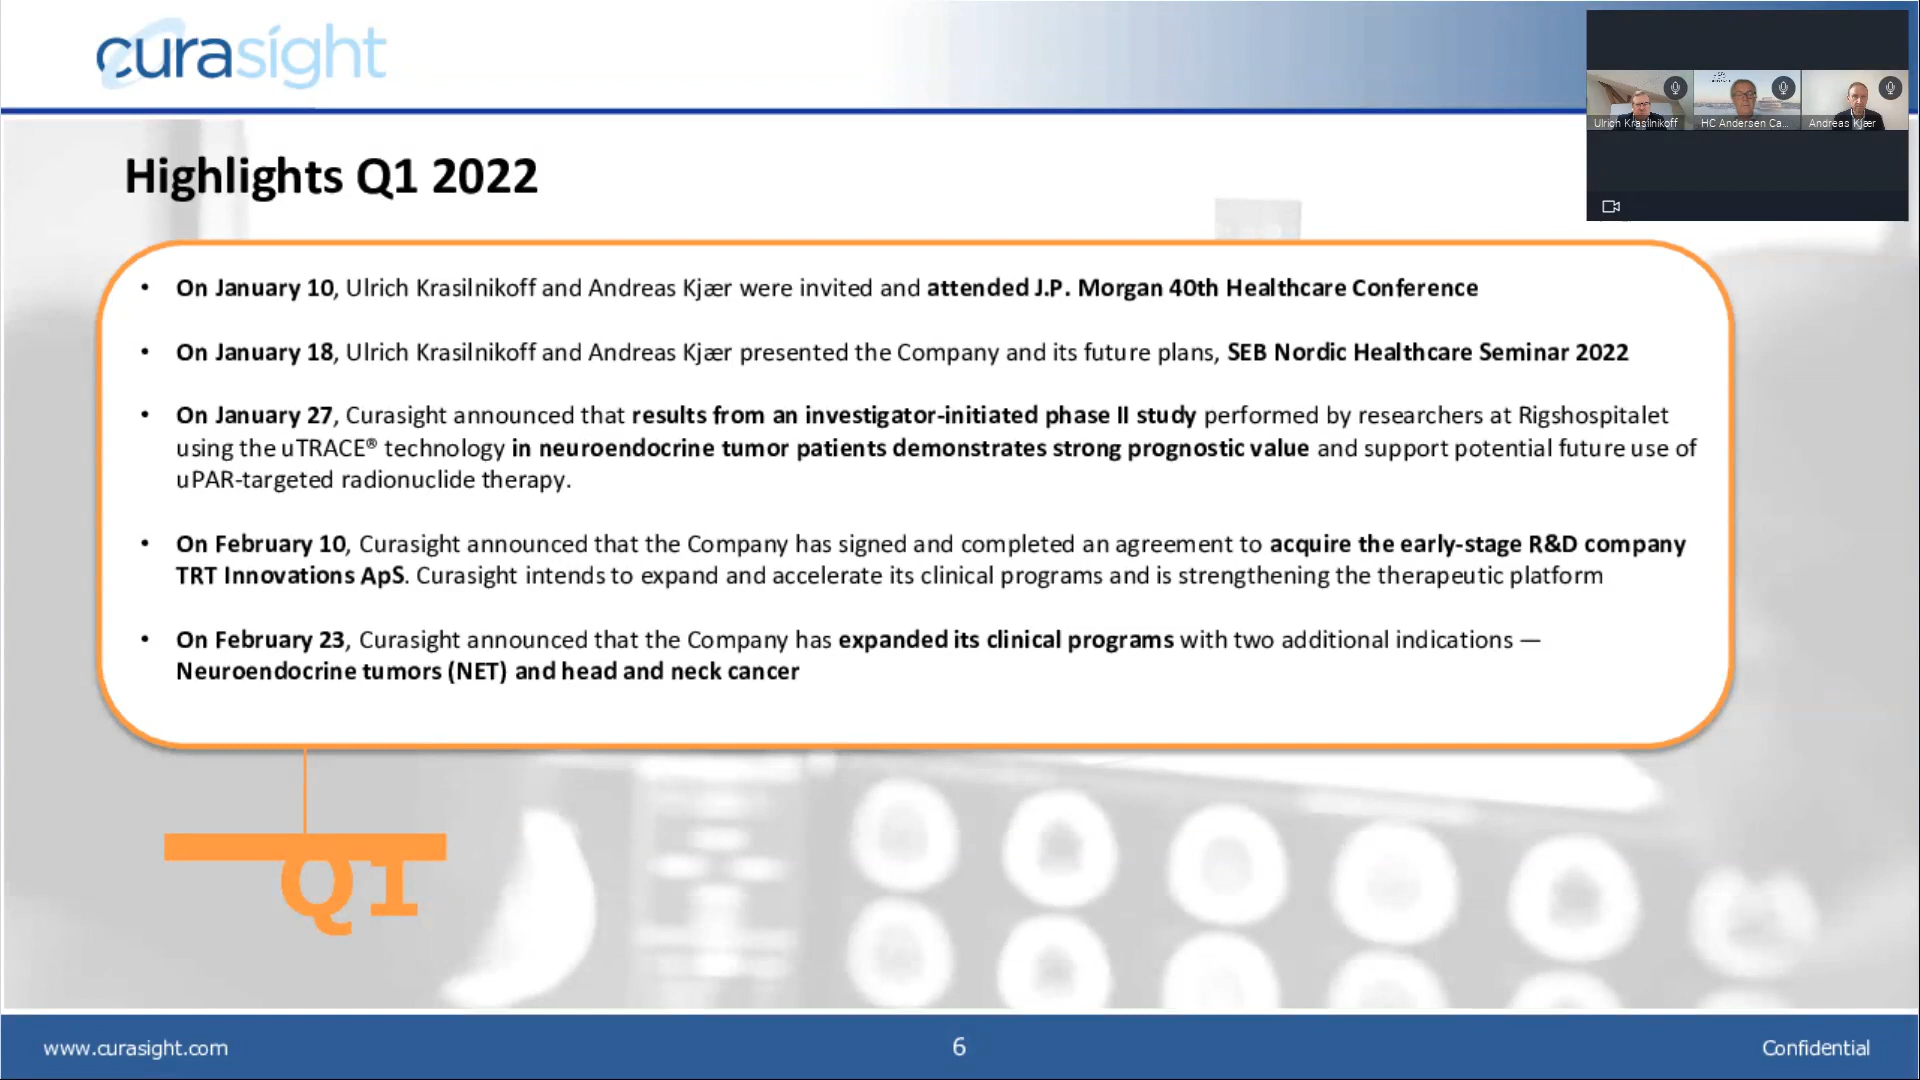 curasight
Ulrich Krasilnikoff
HC Andersen Ca...
Andreas Kjær
Highlights Q1 2022
• On January 10, Ulrich Krasilnikoff and Andreas Kjær were invited and attended J.P. Morgan 40th Healthcare Conference
• On January 18, Ulrich Krasilnikoff and Andreas Kjær presented the Company and its future plans, SEB Nordic Healthcare Seminar 2022
• On January 27, Curasight announced that results from an investigator-initiated phase II study performed by researchers at Rigshospitalet
using the uTRACE® technology in neuroendocrine tumor patients demonstrates strong prognostic value and support potential future use of
uPAR-targeted radionuclide therapy.
• On February 10, Curasight announced that the Company has signed and completed an agreement to acquire the early-stage R&D company
TRT Innovations ApS. Curasight intends to expand and accelerate its clinical programs and is strengthening the therapeutic platform
• On February 23, Curasight announced that the Company has expanded its clinical programs with two additional indications —
Neuroendocrine tumors (NET) and head and neck cancer
Q1
www.curasight.com
6
Confidential